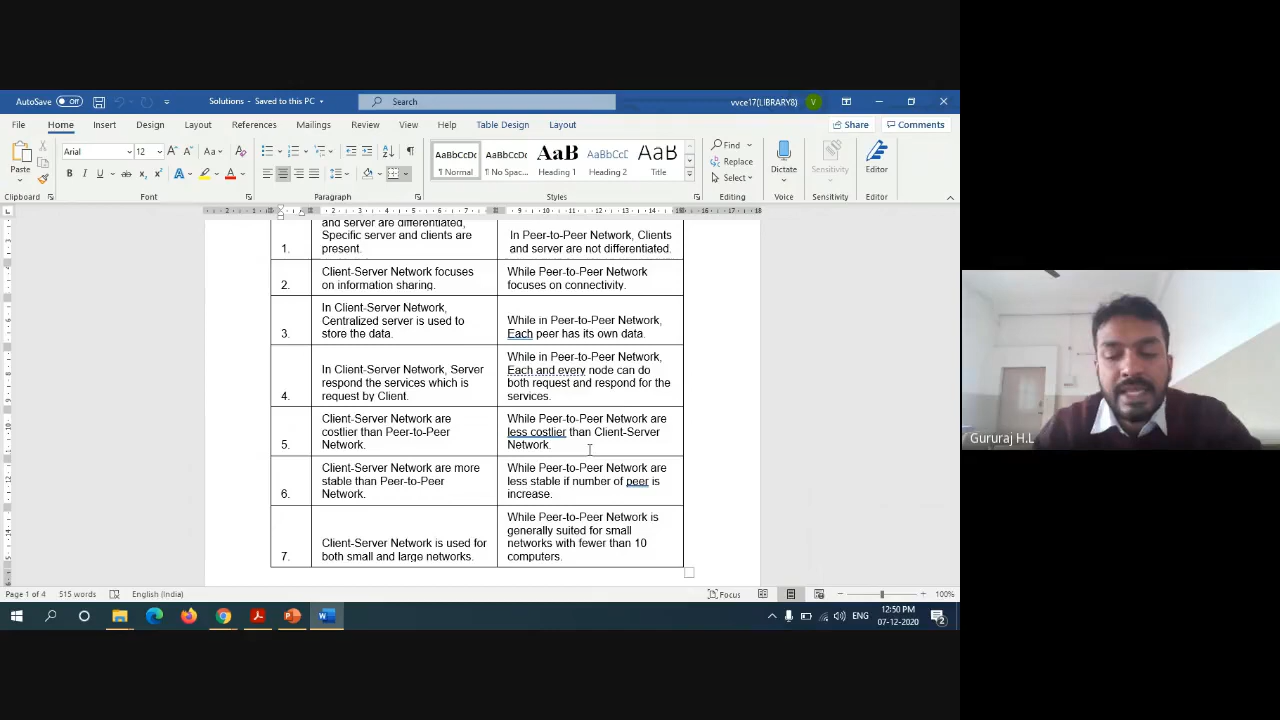 AutoSave Off Solutions - Saved to this PC Search vvce17(LIBRARY8) V
File Home Insert Design Layout References Mailings Review View Help Table Design Layout Share Comments
Paste Arial 12 AaBbCcDc AaBbCcDc AaB AaBbCcD AaB Find Replace Select Dictate Sensitivity Editor
¶ Normal ¶ No Spac... Heading 1 Heading 2 Title
Clipboard Font Paragraph Styles Editing Voice Sensitivity Editor
and server are differentiated,
Specific server and clients are
present.
1.
In Peer-to-Peer Network, Clients
and server are not differentiated.
2.
Client-Server Network focuses
on information sharing.
While Peer-to-Peer Network
focuses on connectivity.
3.
In Client-Server Network,
Centralized server is used to
store the data.
While in Peer-to-Peer Network,
Each peer has its own data.
4.
In Client-Server Network, Server
respond the services which is
request by Client.
While in Peer-to-Peer Network,
Each and every node can do
both request and respond for the
services.
5.
Client-Server Network are
costlier than Peer-to-Peer
Network.
While Peer-to-Peer Network are
less costlier than Client-Server
Network.
6.
Client-Server Network are more
stable than Peer-to-Peer
Network.
While Peer-to-Peer Network are
less stable if number of peer is
increase.
7.
Client-Server Network is used for
both small and large networks.
While Peer-to-Peer Network is
generally suited for small
networks with fewer than 10
computers.
Page 1 of 4 515 words English (India) Focus 100%
ENG 12:50 PM
07-12-2020
2
Gururaj H.L